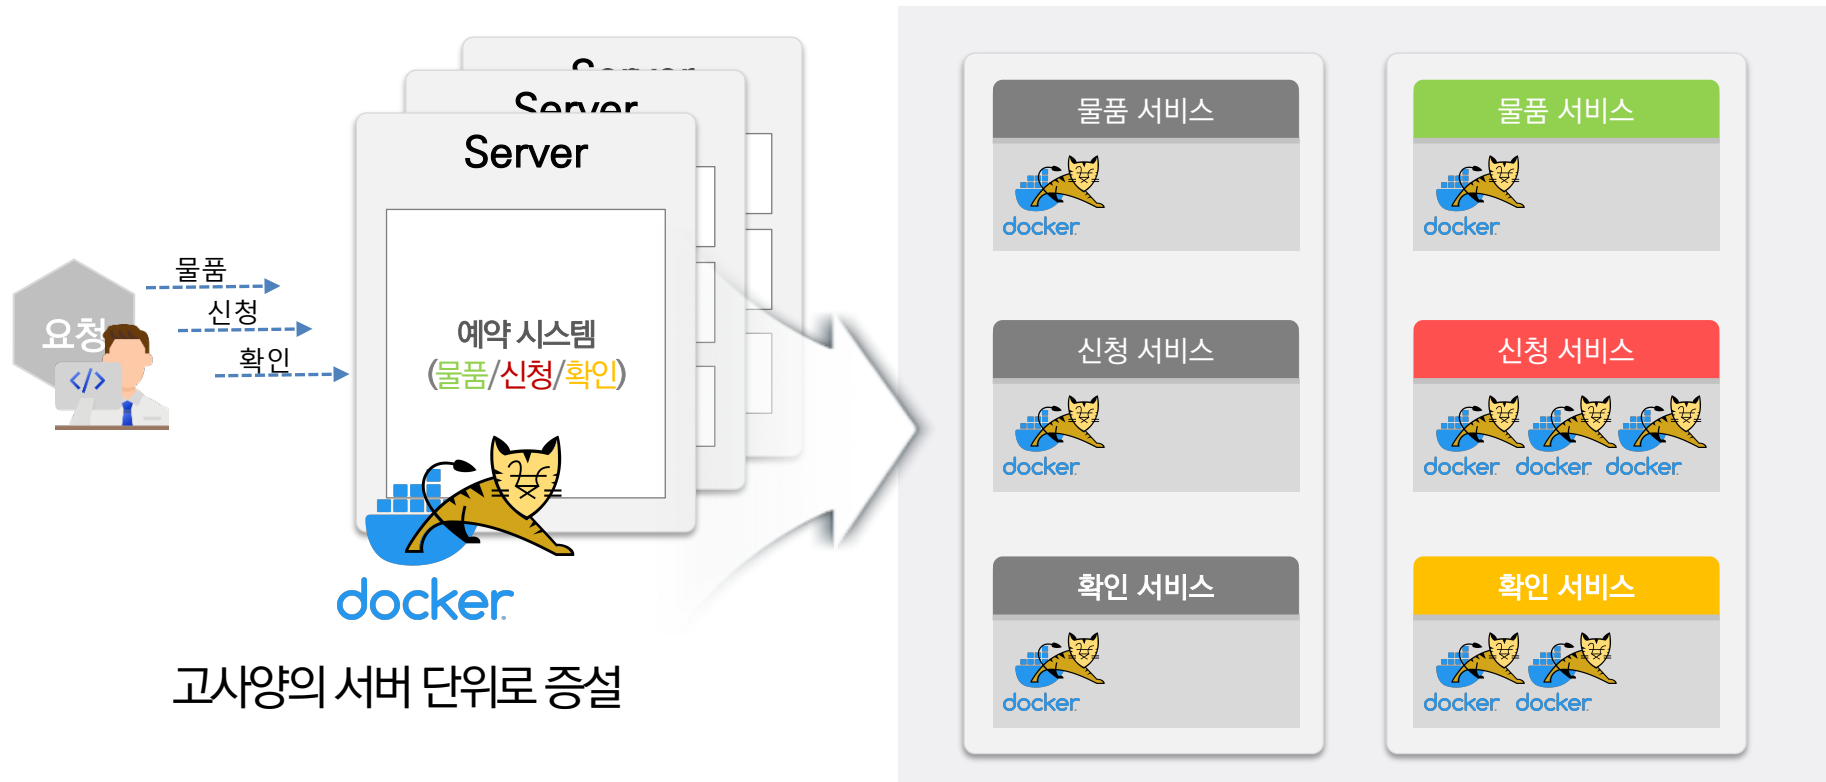 Server
Server
Server
예약 시스템
(물품/신청/확인)
docker
요청
</>
물품
신청
확인
고사양의 서버 단위로 증설
물품 서비스
docker
신청 서비스
docker
확인 서비스
docker
물품 서비스
docker
신청 서비스
docker docker docker
확인 서비스
docker docker